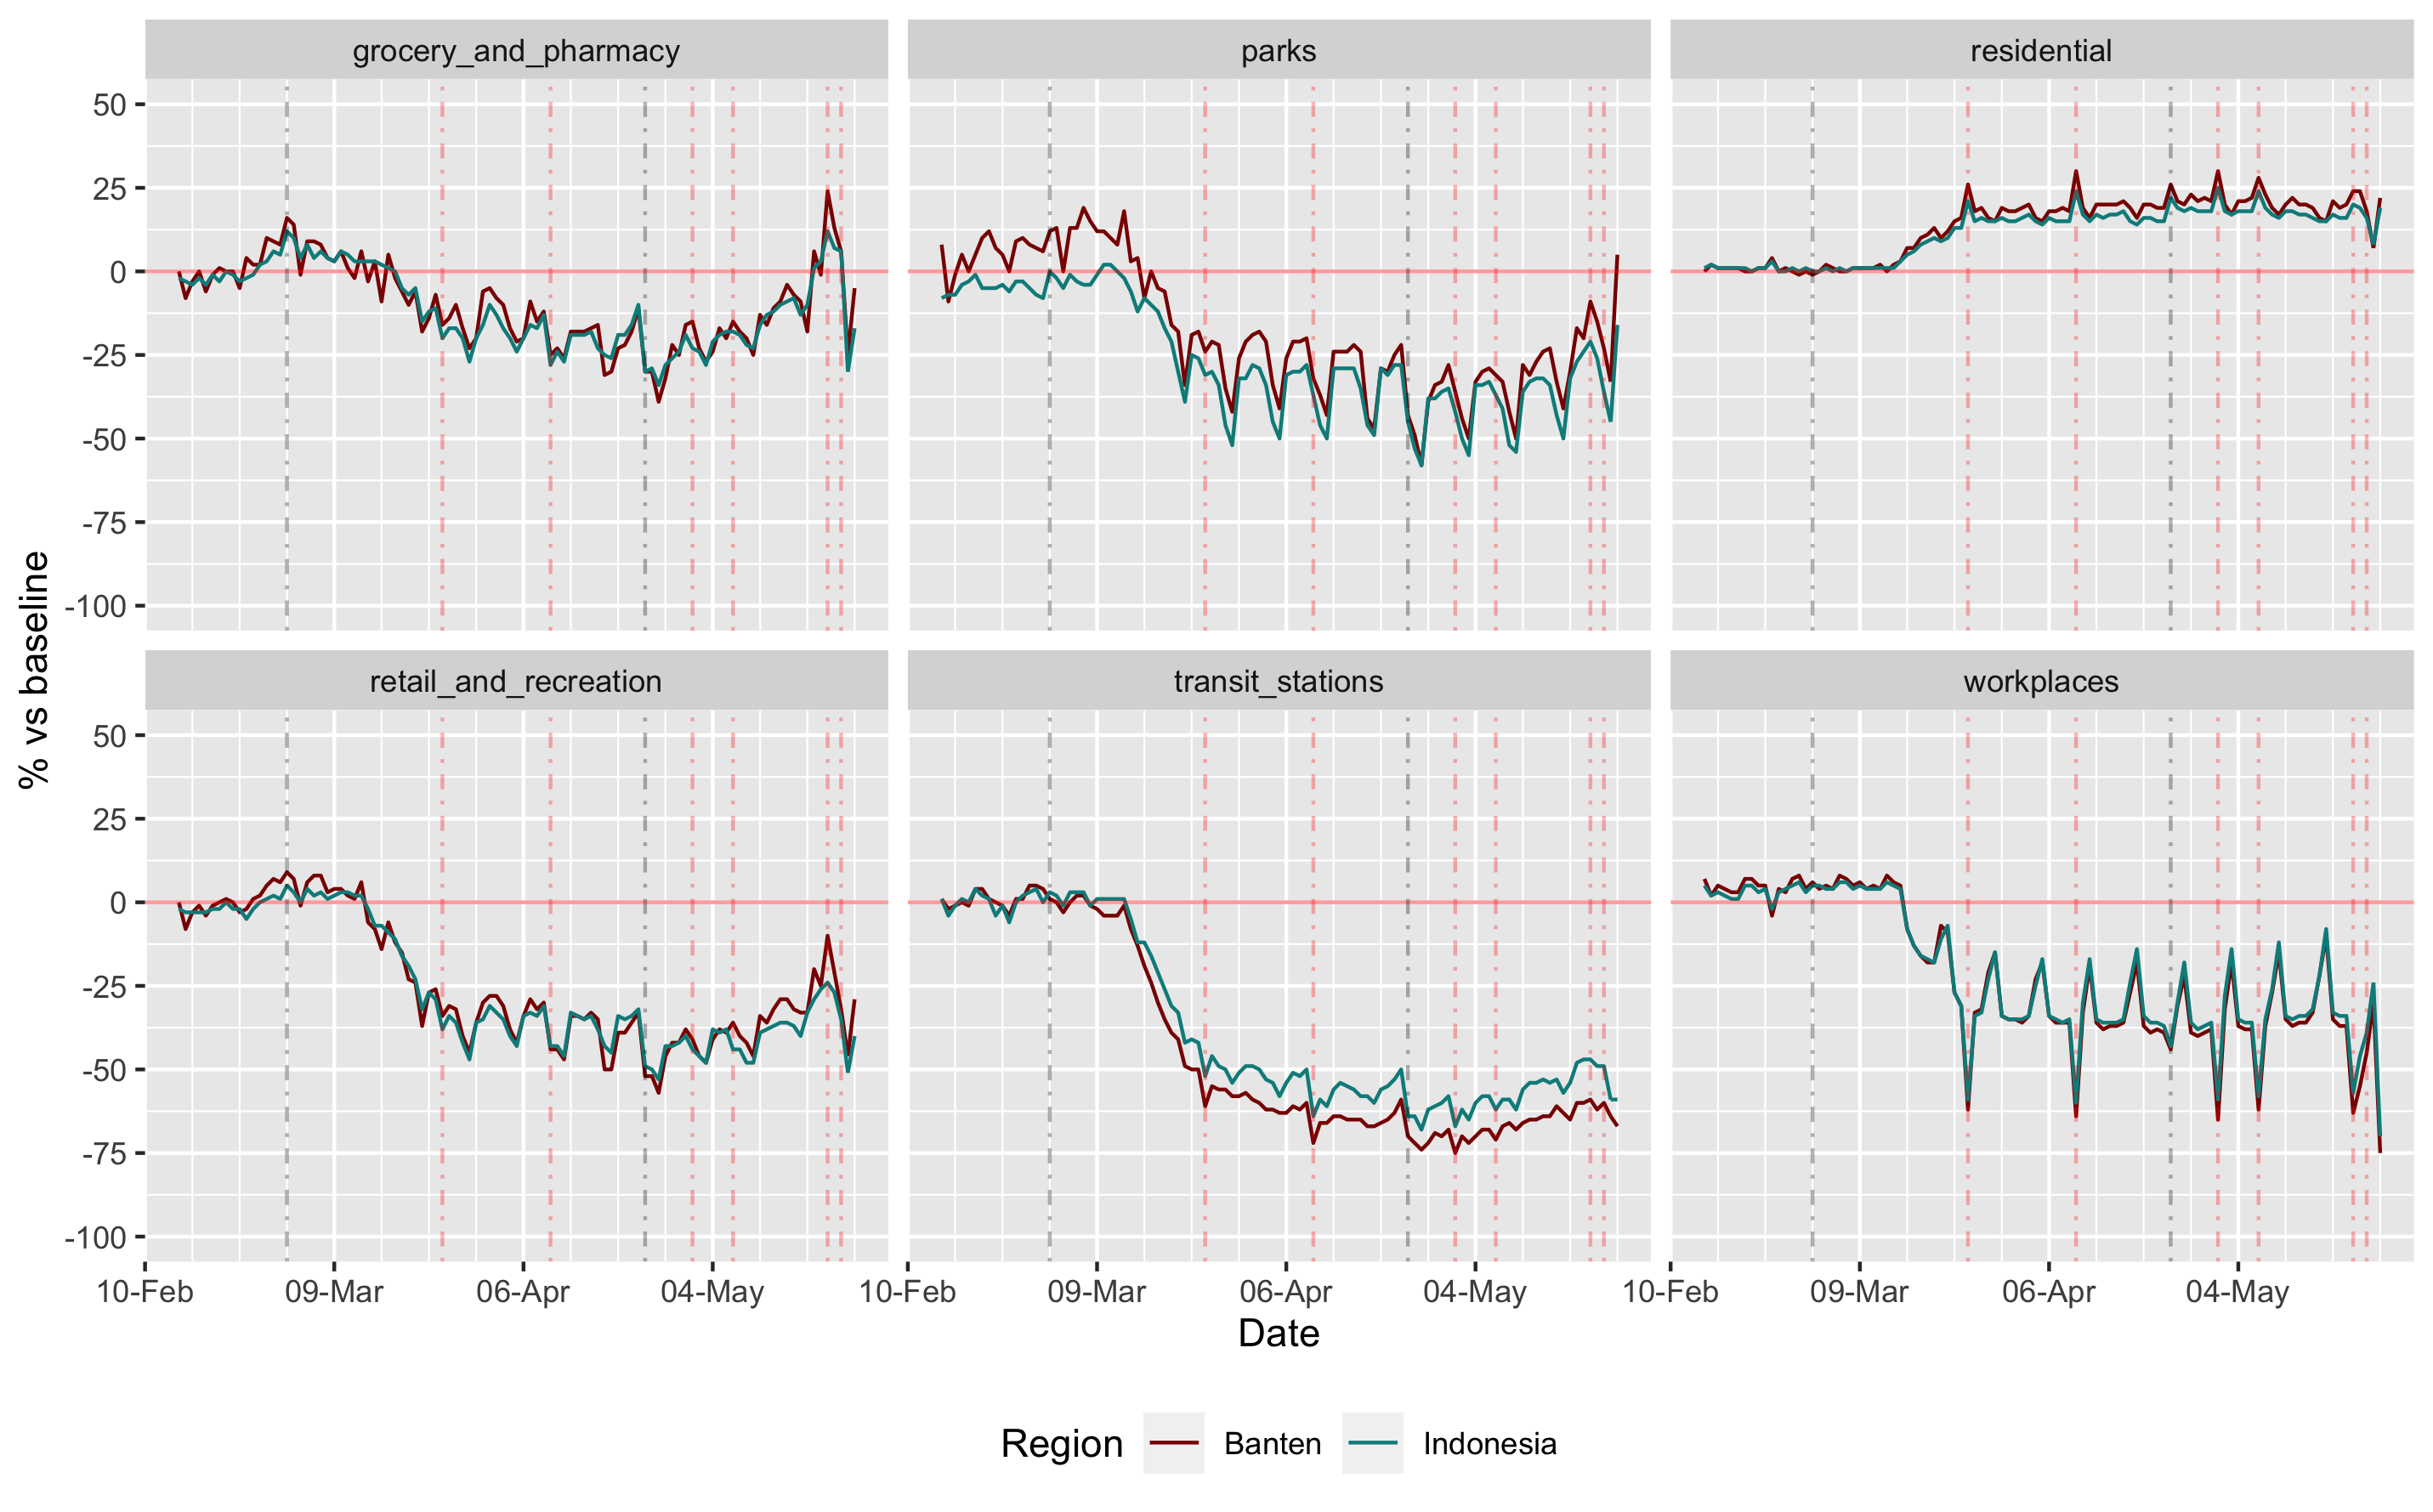 grocery_and_pharmacy
parks
residential
50
25
0
-25
-50
-75
-100
% vs baseline
retail_and_recreation
transit_stations
workplaces
50
25
0
-25
-50
-75
-100
10-Feb 09-Mar 06-Apr 04-May
10-Feb 09-Mar 06-Apr 04-May
10-Feb 09-Mar 06-Apr 04-May
Date
Region Banten Indonesia